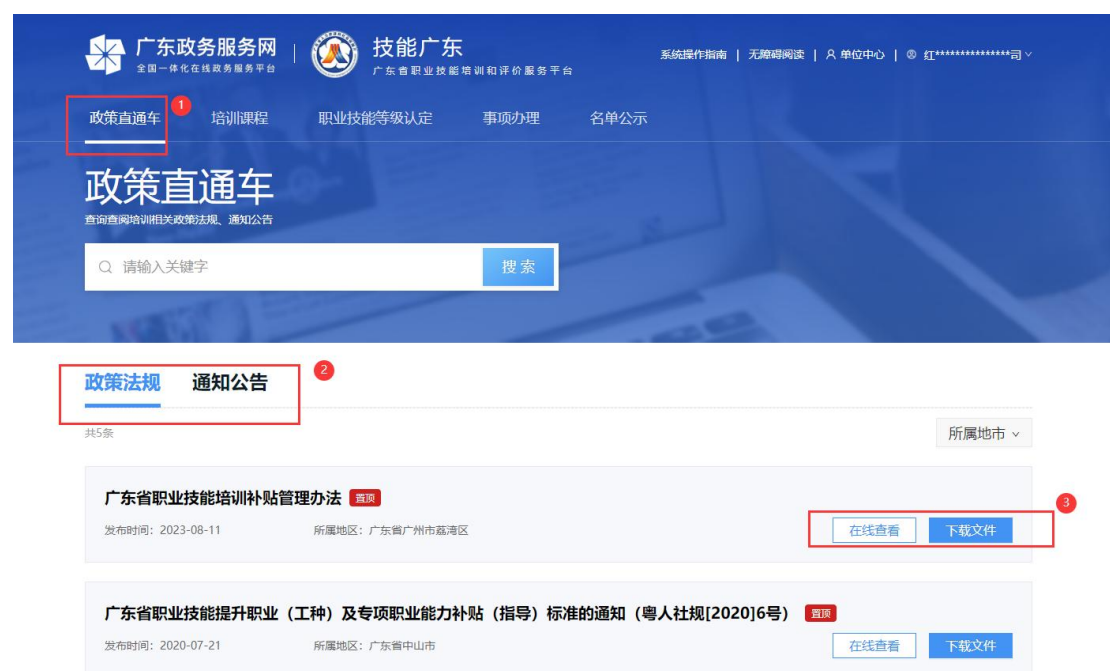 广东政务服务网
全国一体化在线政务服务平台
技能广东
广东省职业技能培训和评价服务平台
系统操作指南 | 无障碍阅读 | 单位中心 | 红****************司
政策直通车 1 培训课程 职业技能等级认定 事项办理 名单公示
政策直通车
查询查阅培训相关政策法规、通知公告
请输入关键字 搜索
政策法规 通知公告 2
共5条 所属地市
广东省职业技能培训补贴管理办法 置顶
3
发布时间：2023-08-11 所属地区：广东省广州市荔湾区 在线查看 下载文件
广东省职业技能提升职业（工种）及专项职业能力补贴（指导）标准的通知（粤人社规[2020]6号） 置顶
发布时间：2020-07-21 所属地区：广东省中山市 在线查看 下载文件